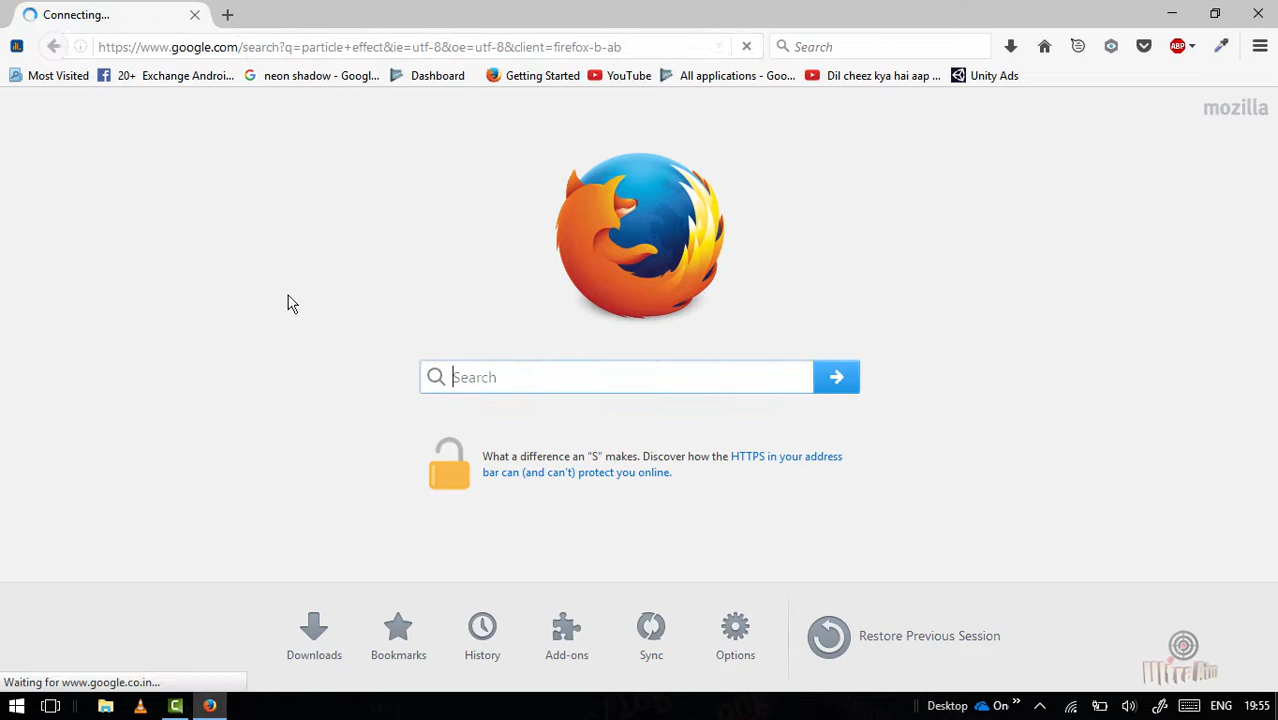 Connecting...
https://www.google.com/search?q=particle+effect&ie=utf-8&oe=utf-8&client=firefox-b-ab
Search
ABP
Most Visited
20+ Exchange Androi...
neon shadow - Googl...
Dashboard
Getting Started
YouTube
All applications - Goo...
Dil cheez kya hai aap ...
Unity Ads
mozilla
Search
What a difference an “S” makes. Discover how the HTTPS in your address
bar can (and can’t) protect you online.
Downloads
Bookmarks
History
Add-ons
Sync
Options
Restore Previous Session
Waiting for www.google.co.in...
Desktop
On
ENG
19:55